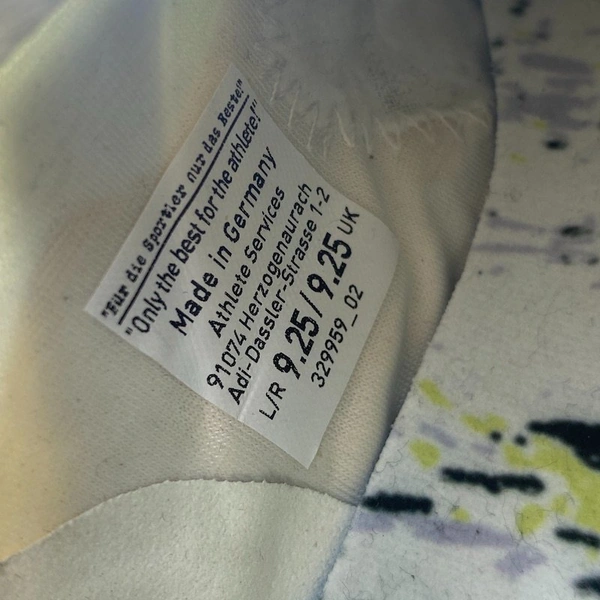 "Für die Sportler nur das Beste!"
"Only the best for the athlete!"
Made in Germany
Athlete Services
91074 Herzogenaurach
Adi-Dassler-Strasse 1-2
L/R 9.25/9.25 UK
329959_02